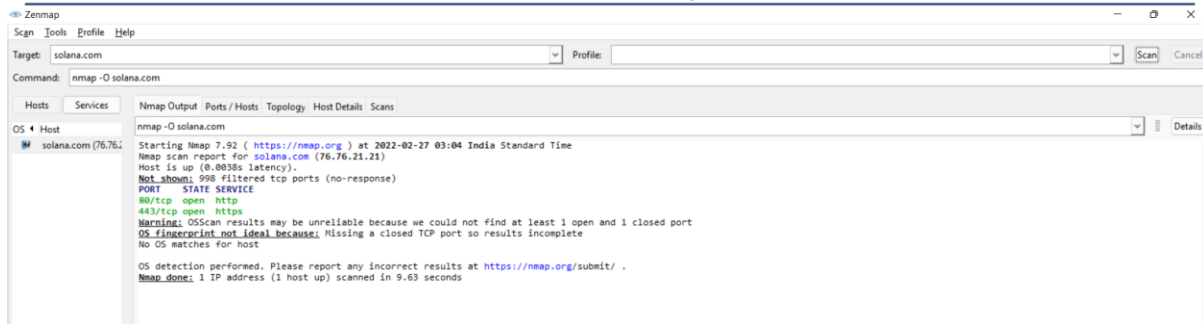 Zenmap
Scan Tools Profile Help
Target: solana.com Profile: Scan Cancel
Command: nmap -O solana.com
Hosts Services Nmap Output Ports / Hosts Topology Host Details Scans
OS Host nmap -O solana.com Details
solana.com (76.76.2
Starting Nmap 7.92 ( https://nmap.org ) at 2022-02-27 03:04 India Standard Time
Nmap scan report for solana.com (76.76.21.21)
Host is up (0.0038s latency).
Not shown: 998 filtered tcp ports (no-response)
PORT STATE SERVICE
80/tcp open http
443/tcp open https
Warning: OSScan results may be unreliable because we could not find at least 1 open and 1 closed port
OS fingerprint not ideal because: Missing a closed TCP port so results incomplete
No OS matches for host
OS detection performed. Please report any incorrect results at https://nmap.org/submit/ .
Nmap done: 1 IP address (1 host up) scanned in 9.63 seconds